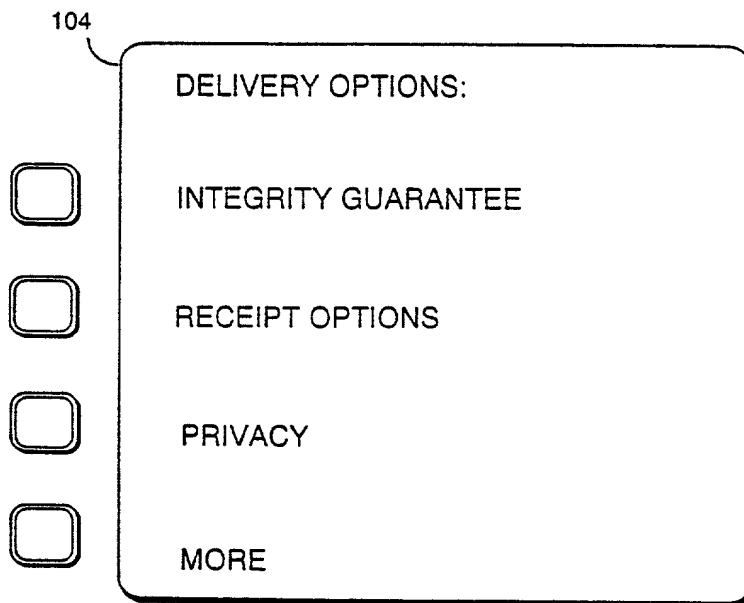 104
DELIVERY OPTIONS:
INTEGRITY GUARANTEE
RECEIPT OPTIONS
PRIVACY
MORE